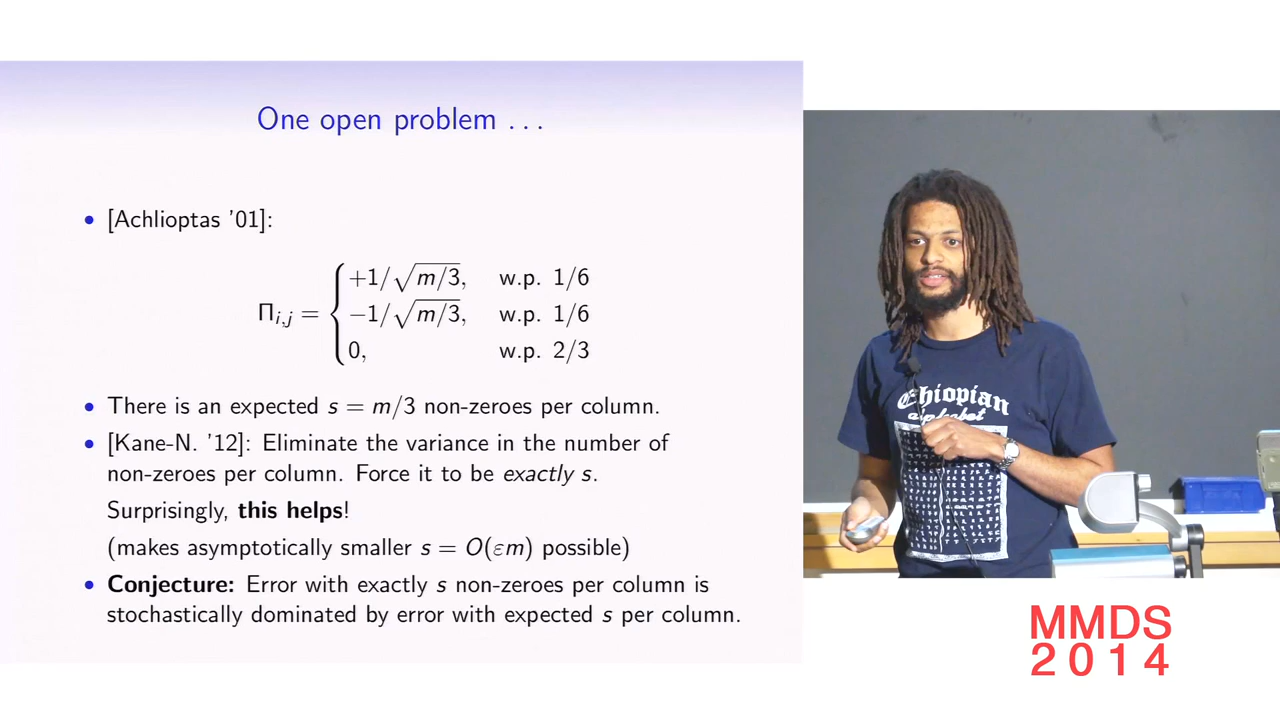 One open problem . . .
• [Achlioptas '01]:
Π_{i,j} = { +1/√(m/3), w.p. 1/6
−1/√(m/3), w.p. 1/6
0, w.p. 2/3
• There is an expected s = m/3 non-zeroes per column.
• [Kane-N. '12]: Eliminate the variance in the number of
non-zeroes per column. Force it to be exactly s.
Surprisingly, this helps!
(makes asymptotically smaller s = O(εm) possible)
• Conjecture: Error with exactly s non-zeroes per column is
stochastically dominated by error with expected s per column.
Ethiopian
alphabet
MMDS
2014